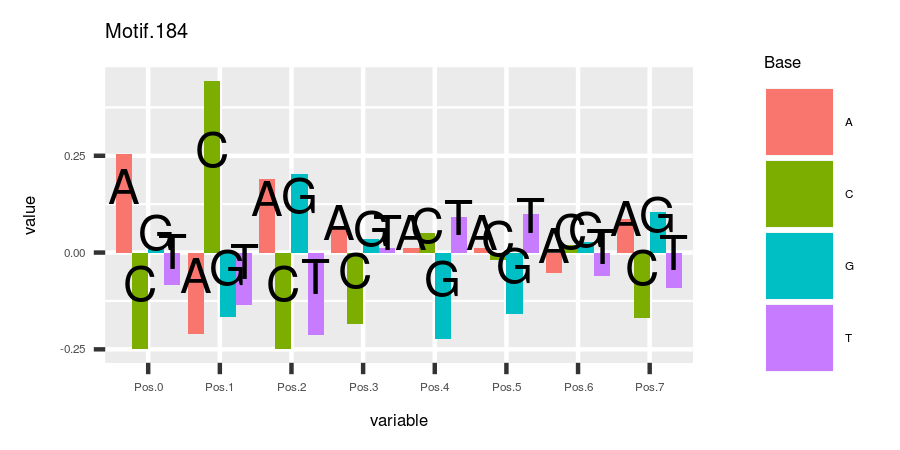 Motif.184
value
0.25
0.00
-0.25
A C G T
A C G T
A C G T
A C G T
A C G T
A C G T
A C G T
A C G T
Pos.0 Pos.1 Pos.2 Pos.3 Pos.4 Pos.5 Pos.6 Pos.7
variable
Base
A
C
G
T